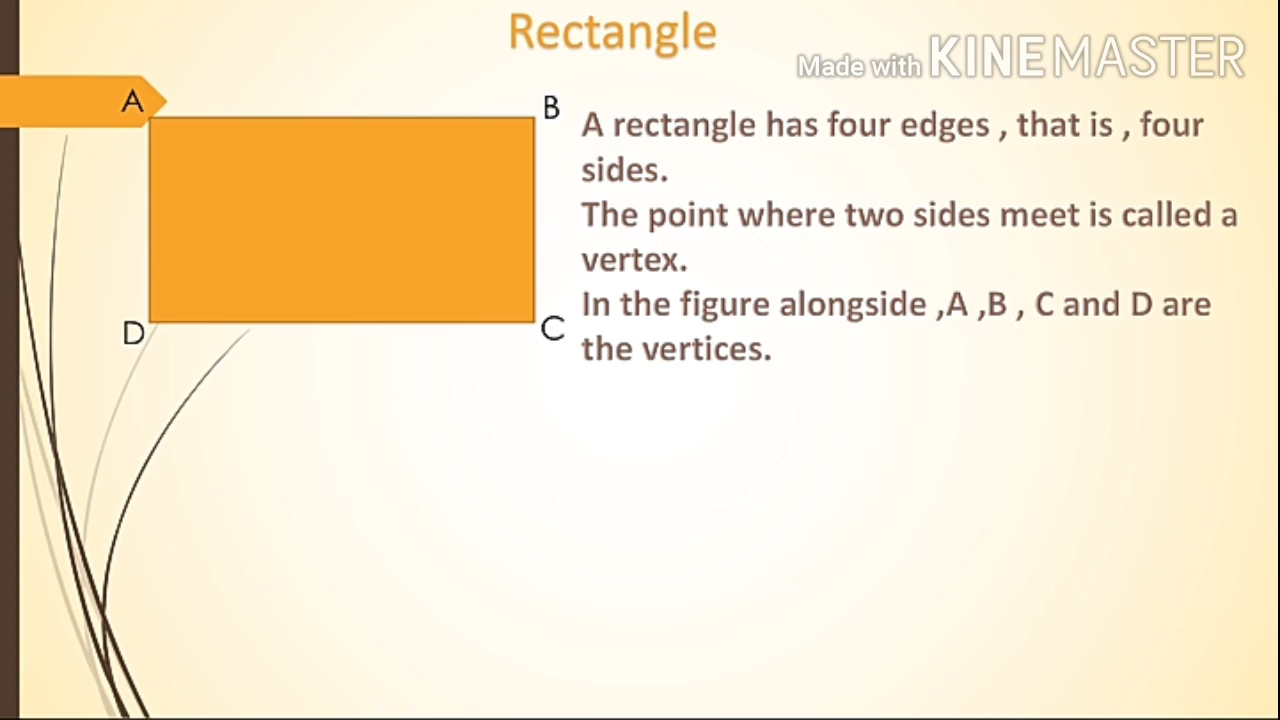 Rectangle
Made with KINEMASTER
A
B
D
C
A rectangle has four edges , that is , four
sides.
The point where two sides meet is called a
vertex.
In the figure alongside ,A ,B , C and D are
the vertices.